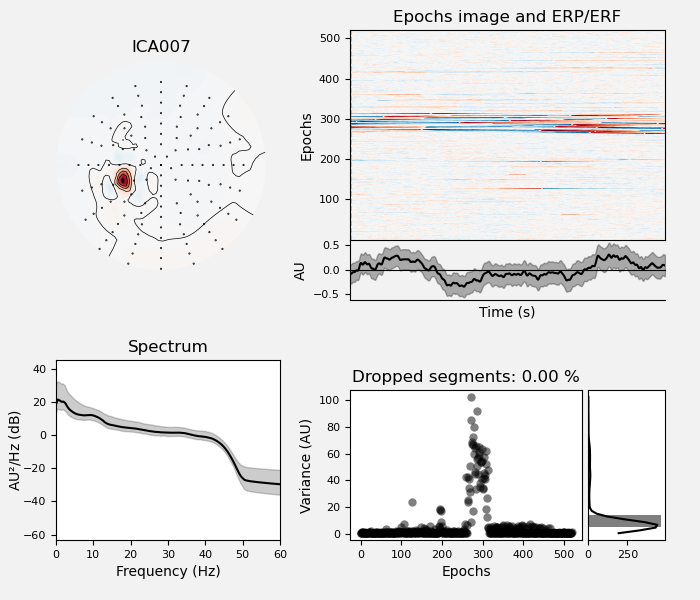 ICA007
Epochs image and ERP/ERF
500
400
300
200
100
Epochs
0.5
0.0
−0.5
AU
Time (s)
Spectrum
40
20
0
−20
−40
−60
AU²/Hz (dB)
0 10 20 30 40 50 60
Frequency (Hz)
Dropped segments: 0.00 %
100
80
60
40
20
0
Variance (AU)
0 100 200 300 400 500
Epochs
0 250